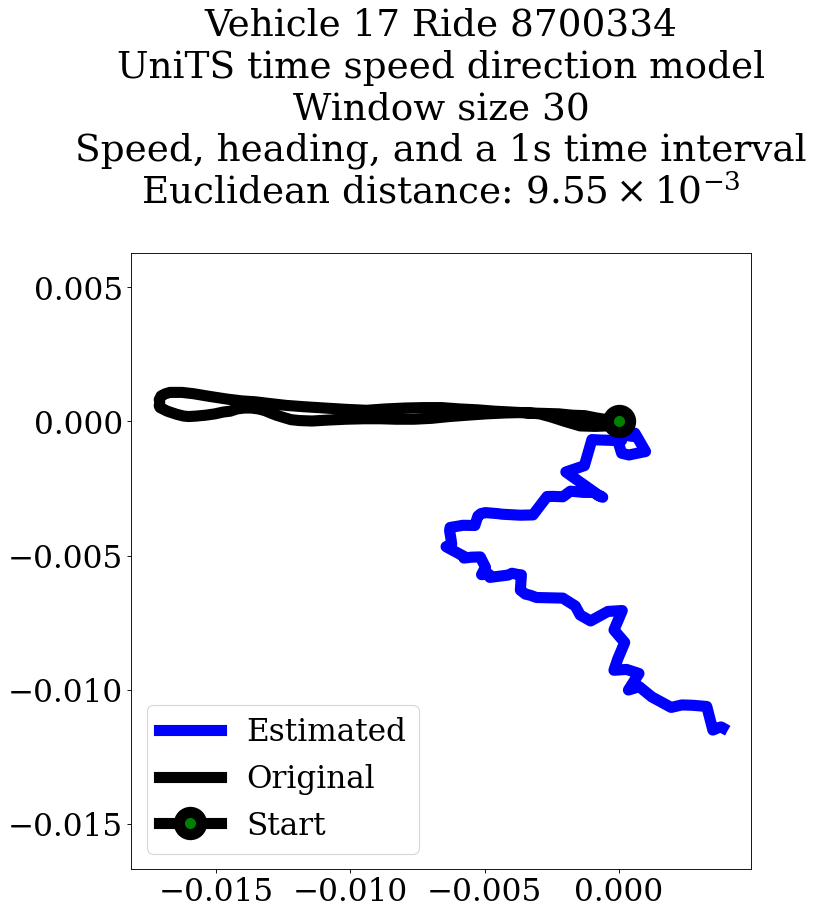 Vehicle 17 Ride 8700334
UniTS time speed direction model
Window size 30
Speed, heading, and a 1s time interval
Euclidean distance: 9.55 × 10⁻³
0.005
0.000
−0.005
−0.010
−0.015
Estimated
Original
Start
−0.015 −0.010 −0.005 0.000